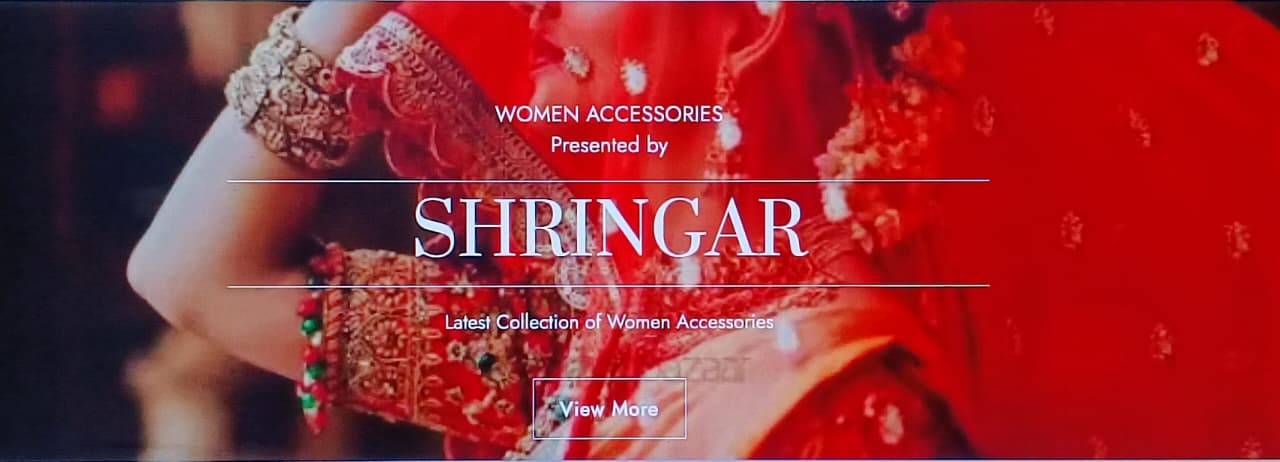 WOMEN ACCESSORIES
Presented by
SHRINGAR
Latest Collection of Women Accessories
View More